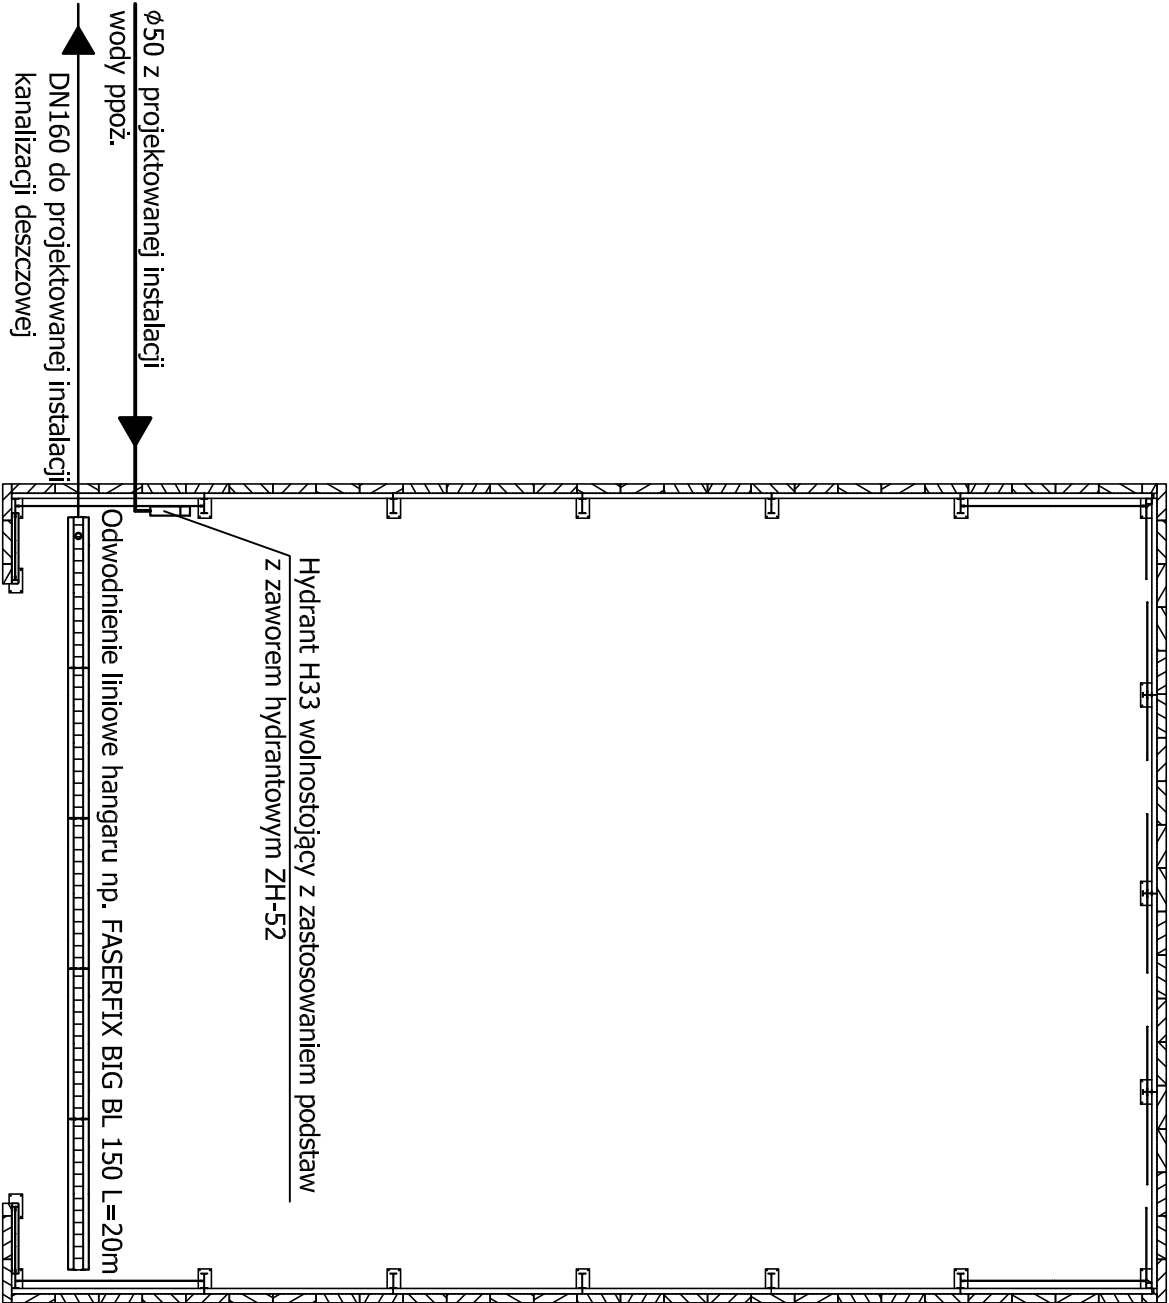 ϕ50 z projektowanej instalacji
wody ppoż.
DN160 do projektowanej instalacji
kanalizacji deszczowej
Hydrant H33 wolnostojący z zastosowaniem podstaw
z zaworem hydrantowym ZH-52
Odwodnienie liniowe hangaru np. FASERFIX BIG BL 150 L=20m